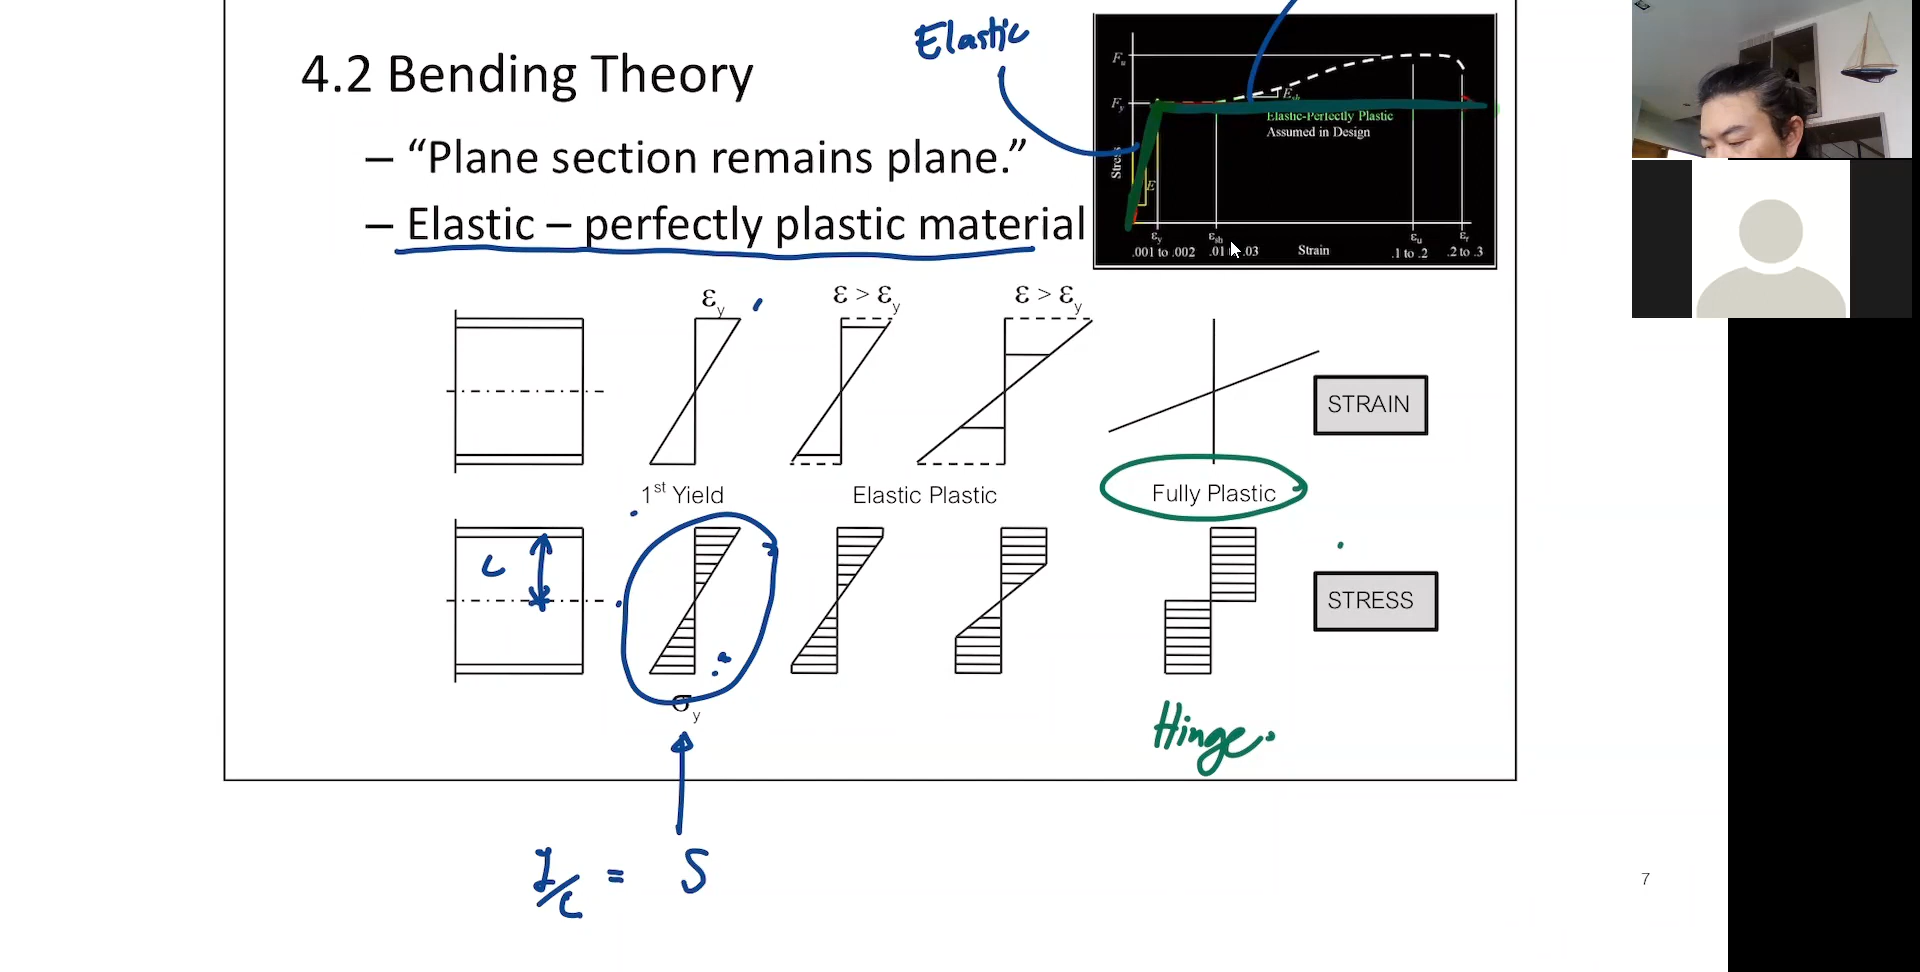 Elastic
4.2 Bending Theory
– “Plane section remains plane.”
– Elastic – perfectly plastic material
Fu
Fy
Esh
Elastic-Perfectly Plastic
Assumed in Design
Stress
E
εy εsh εu εr
.001 to .002 .01 .03 Strain .1 to .2 .2 to .3
εy ε > εy ε > εy
STRAIN
1st Yield Elastic Plastic Fully Plastic
c
STRESS
σy
Hinge
I/c = S
7